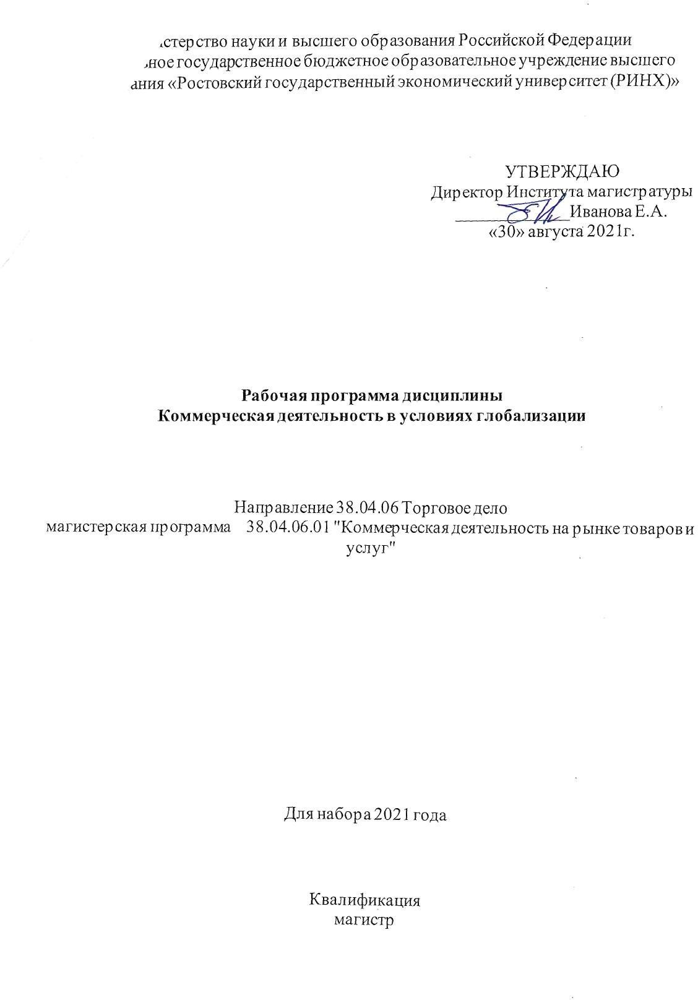 стерство науки и высшего образования Российской Федерации
ное государственное бюджетное образовательное учреждение высшего
ания «Ростовский государственный экономический университет (РИНХ)»
УТВЕРЖДАЮ
Директор Института магистратуры
Иванова Е.А.
«30» августа 2021г.
Рабочая программа дисциплины
Коммерческая деятельность в условиях глобализации
Направление 38.04.06 Торговое дело
магистерская программа 38.04.06.01 "Коммерческая деятельность на рынке товаров и
услуг"
Для набора 2021 года
Квалификация
магистр